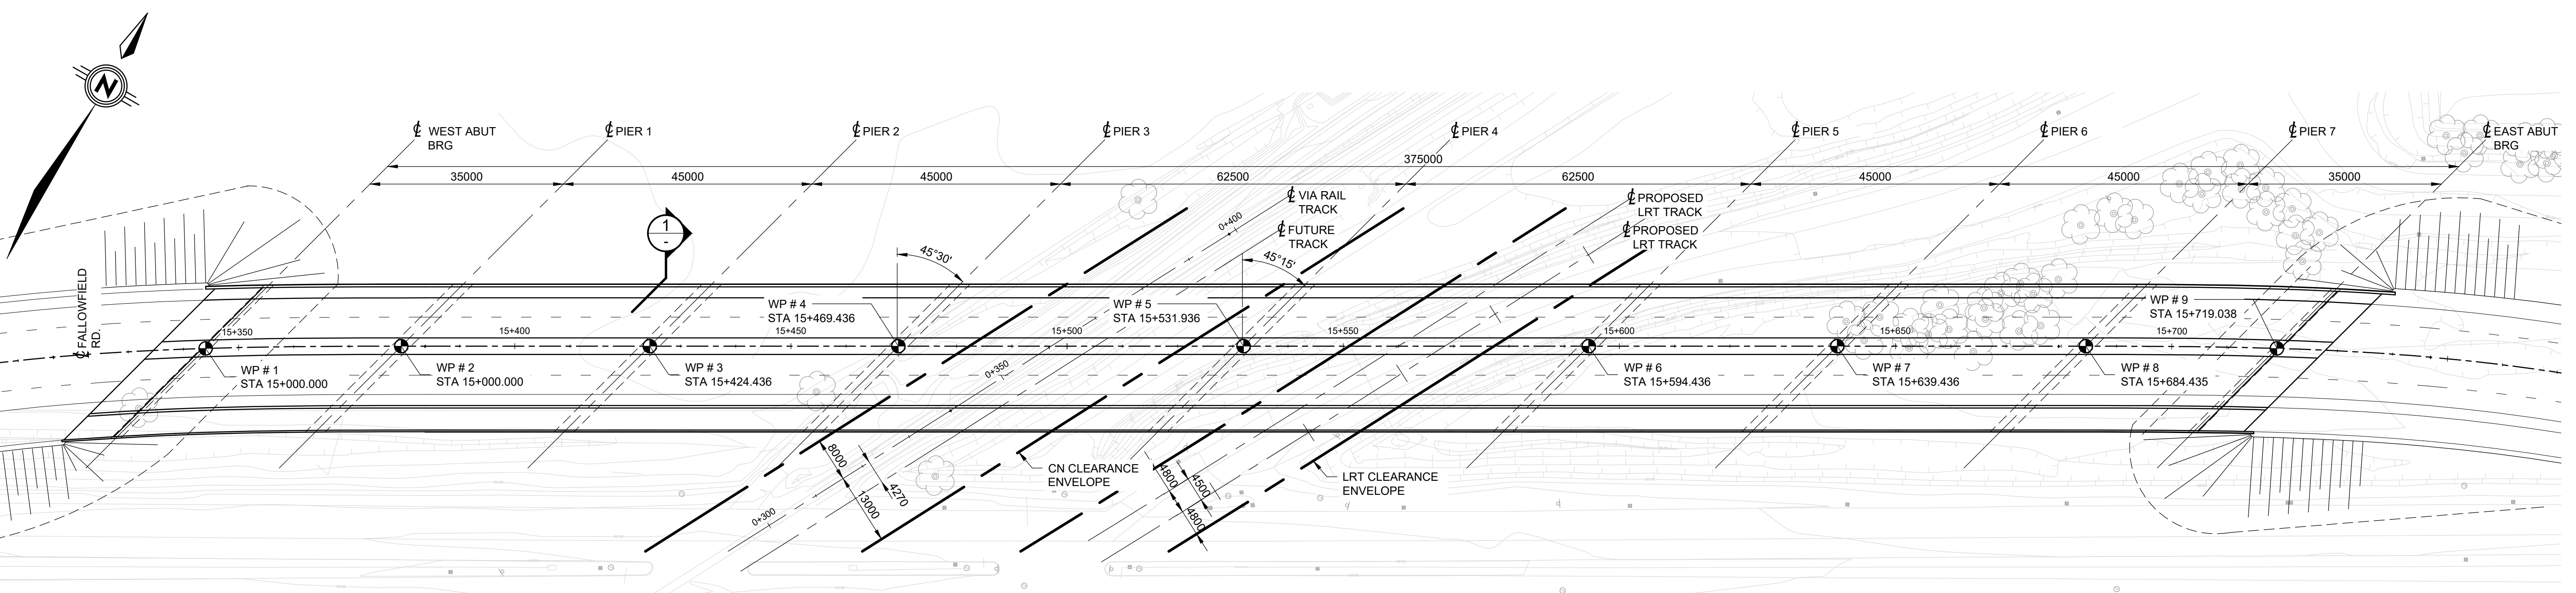 N
℄ WEST ABUT
BRG
℄ PIER 1
℄ PIER 2
℄ PIER 3
℄ PIER 4
℄ PIER 5
℄ PIER 6
℄ PIER 7
℄ EAST ABUT
BRG
375000
35000
45000
45000
62500
62500
45000
45000
35000
℄ VIA RAIL
TRACK
℄ FUTURE
TRACK
℄ PROPOSED
LRT TRACK
℄ PROPOSED
LRT TRACK
0+400
1
-
45°30'
45°15'
℄ FALLOWFIELD
RD.
WP # 4
STA 15+469.436
WP # 5
STA 15+531.936
WP # 9
STA 15+719.038
15+350
15+400
15+450
15+500
15+550
15+600
15+650
15+700
WP # 1
STA 15+000.000
WP # 2
STA 15+000.000
WP # 3
STA 15+424.436
0+350
WP # 6
STA 15+594.436
WP # 7
STA 15+639.436
WP # 8
STA 15+684.435
8000
13000
4270
CN CLEARANCE
ENVELOPE
4800
4500
4800
LRT CLEARANCE
ENVELOPE
0+300